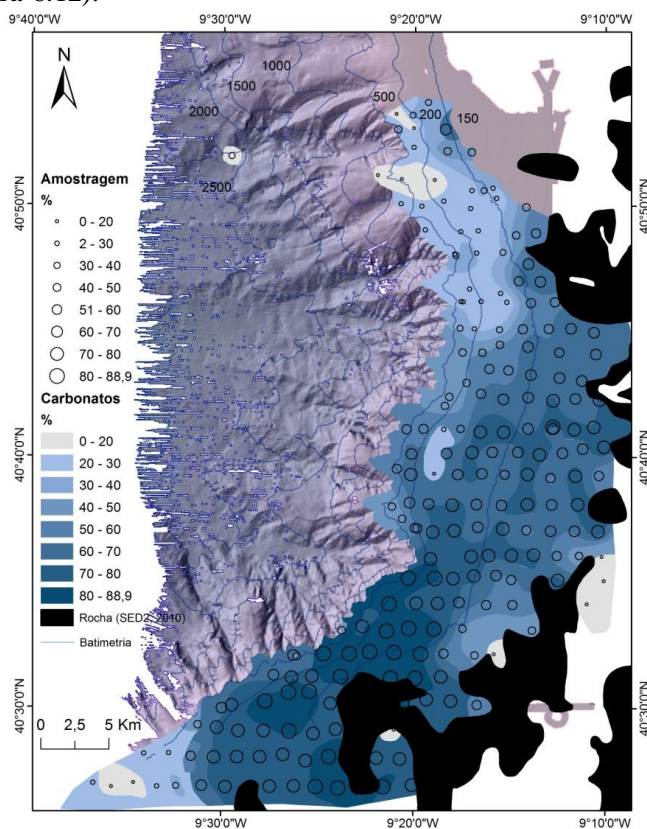 9°40'0"W 9°30'0"W 9°20'0"W 9°10'0"W
N
1000
1500
2000
2500
500
200
150
40°50'0"N 40°50'0"N
Amostragem
%
0 - 20
2 - 30
30 - 40
40 - 50
51 - 60
60 - 70
70 - 80
80 - 88,9
Carbonatos
%
0 - 20
20 - 30
30 - 40
40 - 50
50 - 60
60 - 70
70 - 80
80 - 88,9
Rocha (SED2, 2010)
Batimetria
40°40'0"N 40°40'0"N
40°30'0"N 40°30'0"N
0 2,5 5 Km
9°30'0"W 9°20'0"W 9°10'0"W